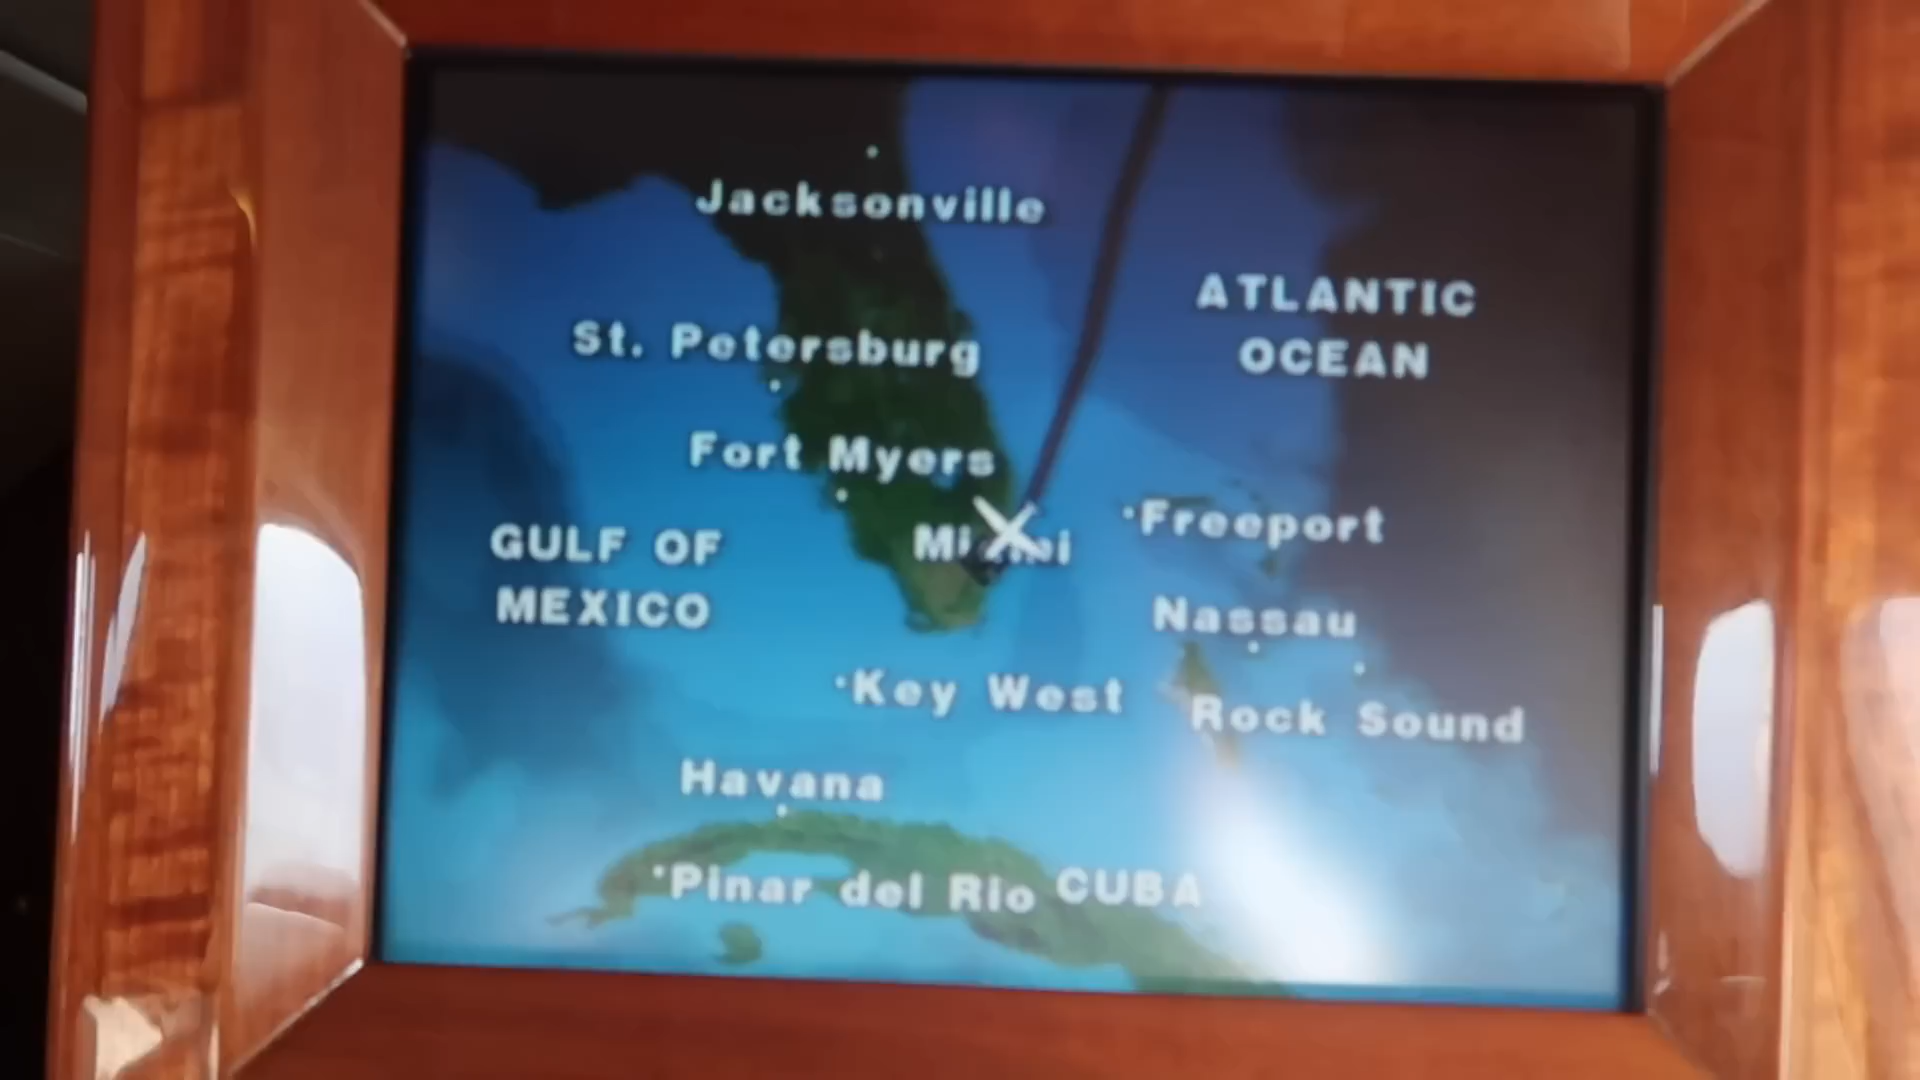 Jacksonville
ATLANTIC
OCEAN
St. Petersburg
Fort Myers
Freeport
GULF OF
MEXICO
Miami
Nassau
Key West
Rock Sound
Havana
Pinar del Rio
CUBA